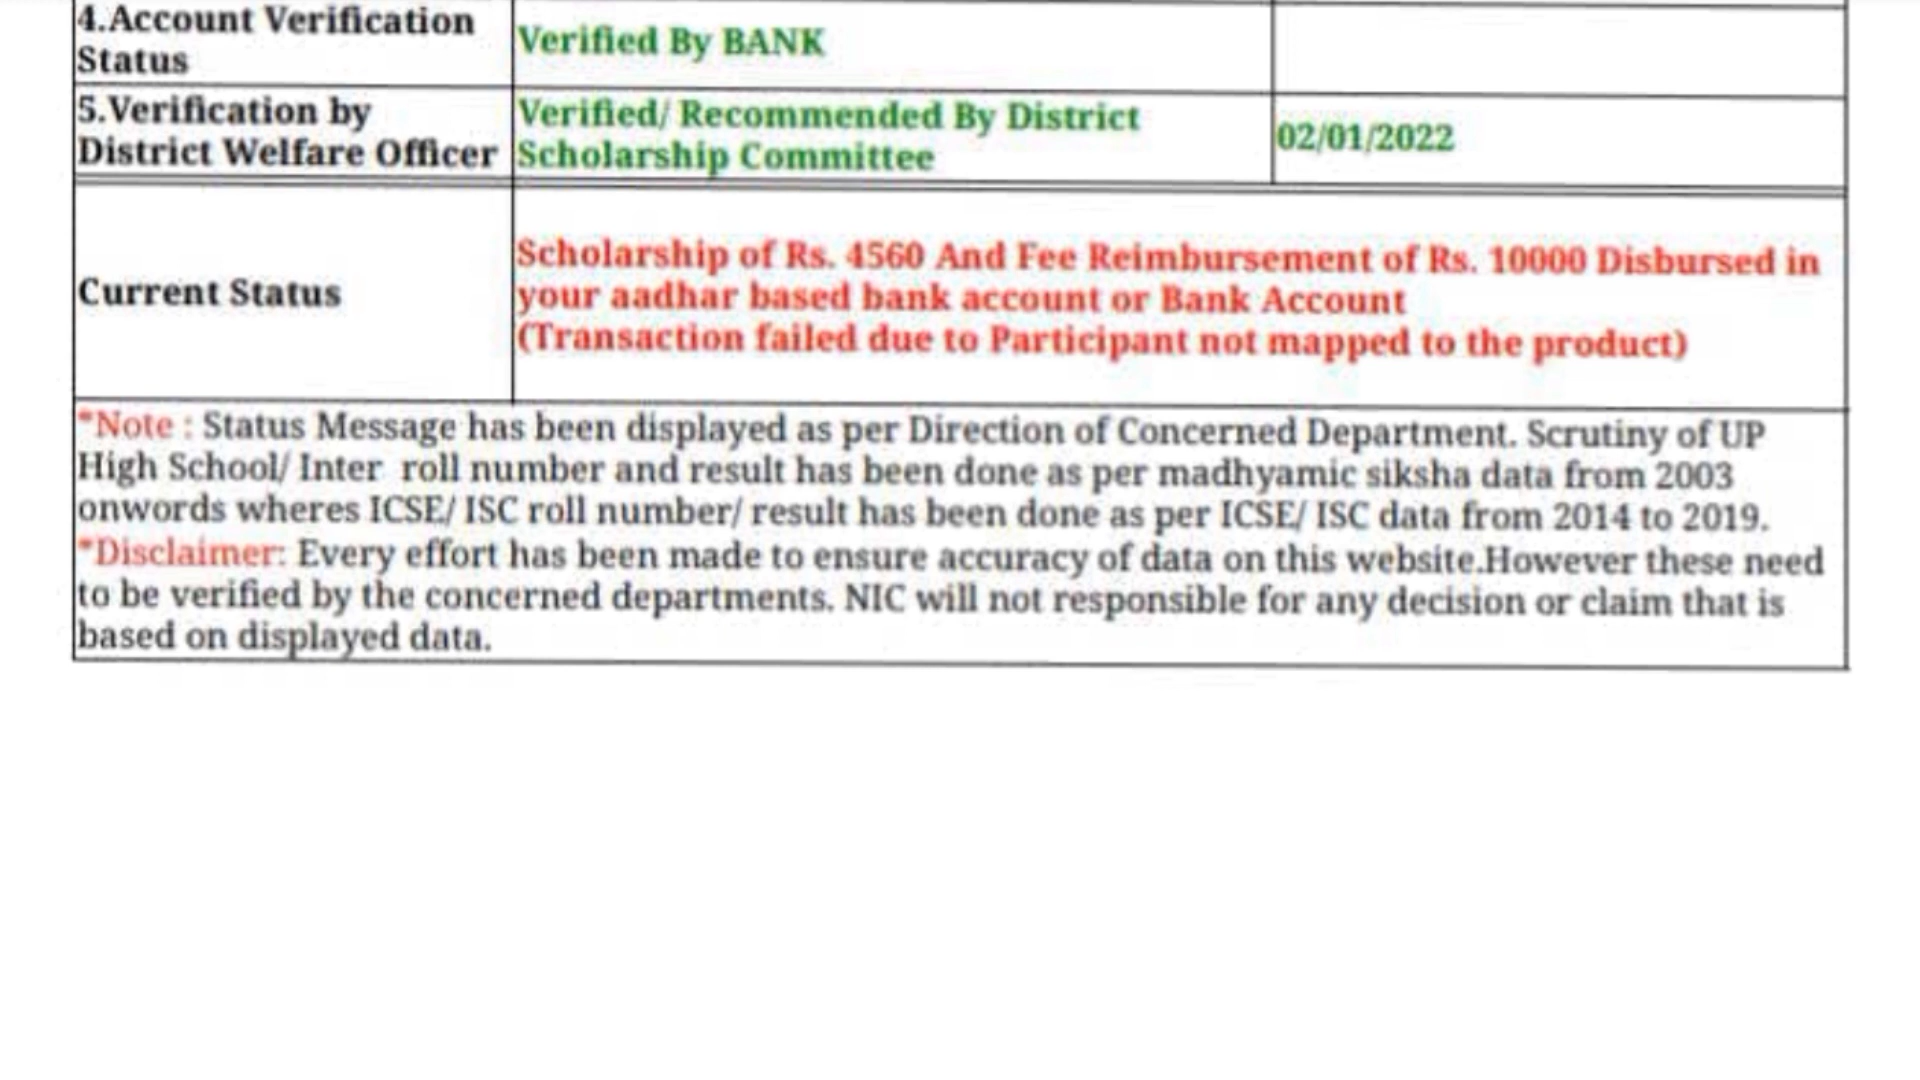 4.Account Verification
Status
Verified By BANK
5.Verification by
District Welfare Officer
Verified/ Recommended By District
Scholarship Committee
02/01/2022
Current Status
Scholarship of Rs. 4560 And Fee Reimbursement of Rs. 10000 Disbursed in
your aadhar based bank account or Bank Account
(Transaction failed due to Participant not mapped to the product)
*Note : Status Message has been displayed as per Direction of Concerned Department. Scrutiny of UP
High School/ Inter roll number and result has been done as per madhyamic siksha data from 2003
onwords wheres ICSE/ ISC roll number/ result has been done as per ICSE/ ISC data from 2014 to 2019.
*Disclaimer: Every effort has been made to ensure accuracy of data on this website.However these need
to be verified by the concerned departments. NIC will not responsible for any decision or claim that is
based on displayed data.